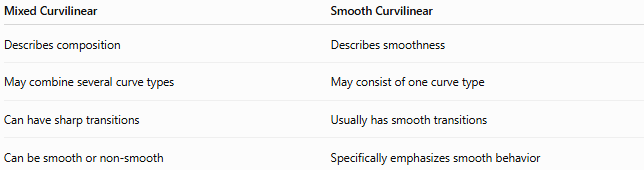 Mixed Curvilinear Smooth Curvilinear
Describes composition Describes smoothness
May combine several curve types May consist of one curve type
Can have sharp transitions Usually has smooth transitions
Can be smooth or non-smooth Specifically emphasizes smooth behavior